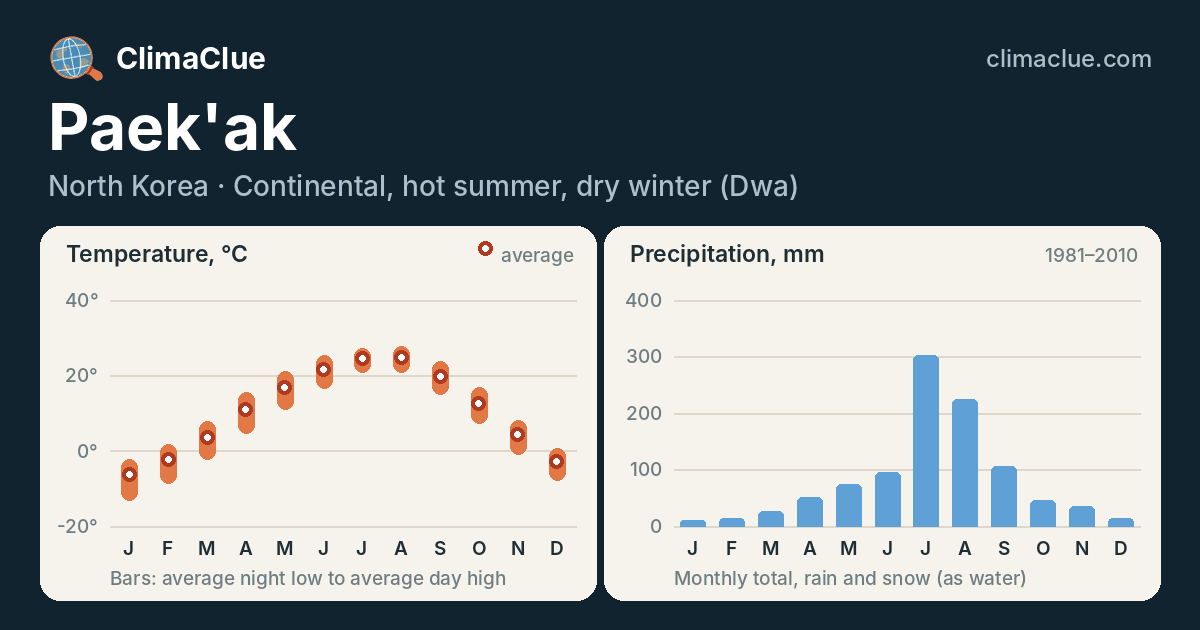 ClimaClue
climaclue.com
Paek'ak
North Korea · Continental, hot summer, dry winter (Dwa)
Temperature, °C
average
40°
20°
0°
-20°
J F M A M J J A S O N D
Bars: average night low to average day high
Precipitation, mm
1981–2010
400
300
200
100
0
J F M A M J J A S O N D
Monthly total, rain and snow (as water)